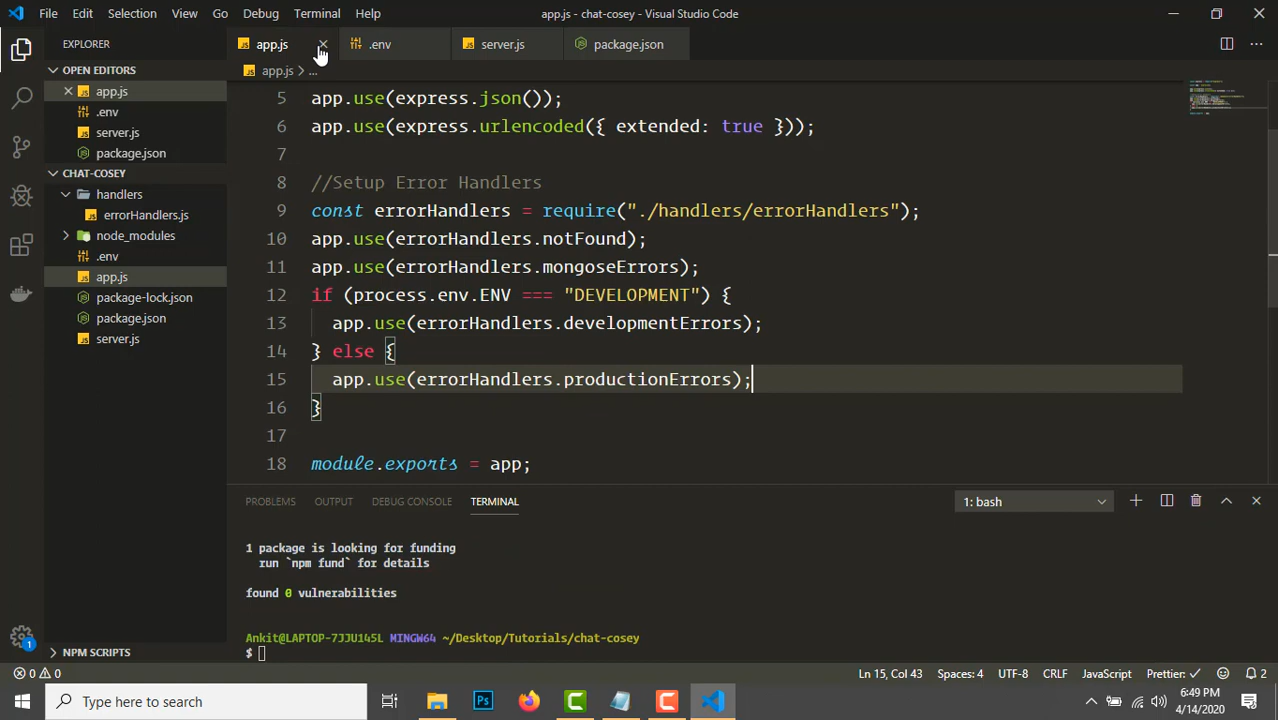 File Edit Selection View Go Debug Terminal Help
app.js - chat-cosey - Visual Studio Code
EXPLORER
app.js
.env
server.js
package.json
app.js > ...
OPEN EDITORS
app.js
.env
server.js
package.json
CHAT-COSEY
handlers
errorHandlers.js
node_modules
.env
app.js
package-lock.json
package.json
server.js
NPM SCRIPTS
5 app.use(express.json());
6 app.use(express.urlencoded({ extended: true }));
7
8 //Setup Error Handlers
9 const errorHandlers = require("./handlers/errorHandlers");
10 app.use(errorHandlers.notFound);
11 app.use(errorHandlers.mongoseErrors);
12 if (process.env.ENV === "DEVELOPMENT") {
13 app.use(errorHandlers.developmentErrors);
14 } else {
15 app.use(errorHandlers.productionErrors);
16 }
17
18 module.exports = app;
PROBLEMS OUTPUT DEBUG CONSOLE TERMINAL
1: bash
1 package is looking for funding
run `npm fund` for details
found 0 vulnerabilities
Ankit@LAPTOP-7JJU145L MINGW64 ~/Desktop/Tutorials/chat-cosey
$
1
0 0
Ln 15, Col 43 Spaces: 4 UTF-8 CRLF JavaScript Prettier: ✓ 2
Type here to search
Ps
6:49 PM
4/14/2020